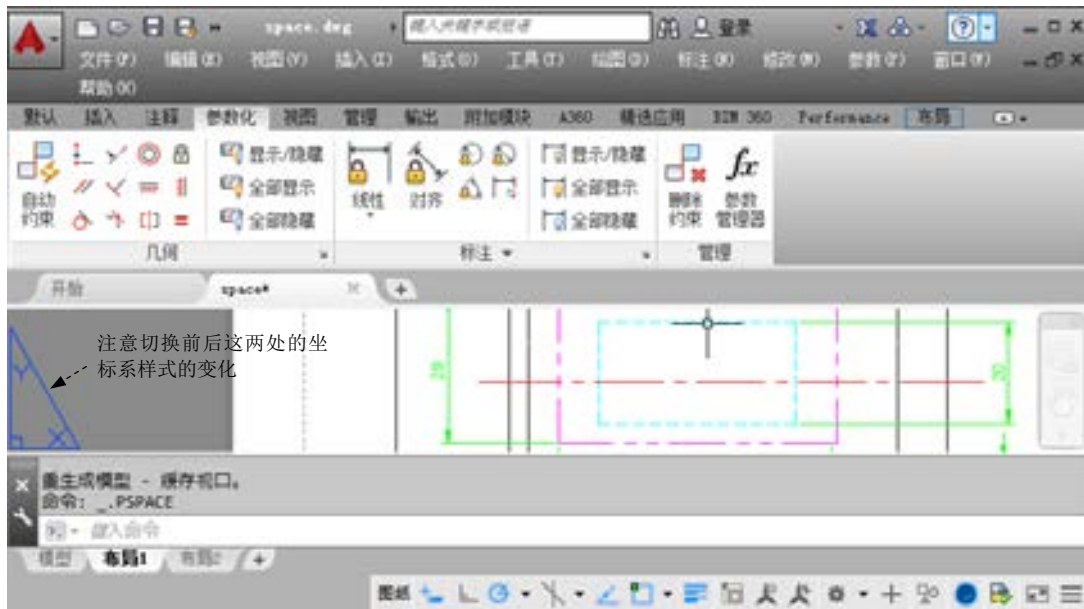 space.dwg 键入关键字或短语 登录
文件(F) 编辑(E) 视图(V) 插入(I) 格式(O) 工具(T) 绘图(D) 标注(N) 修改(M) 参数(P) 窗口(W)
帮助(H)
默认 插入 注释 参数化 视图 管理 输出 附加模块 A360 精选应用 BIM 360 Performance 布局
自动
约束
显示/隐藏
全部显示
全部隐藏
线性
对齐
显示/隐藏
全部显示
全部隐藏
删除
约束
fx
参数
管理器
几何 标注 管理
开始 space*
注意切换前后这两处的坐
标系样式的变化
Y
X
20
重生成模型 - 缓存视口。
命令: _.PSPACE
键入命令
模型 布局1 布局2
图纸